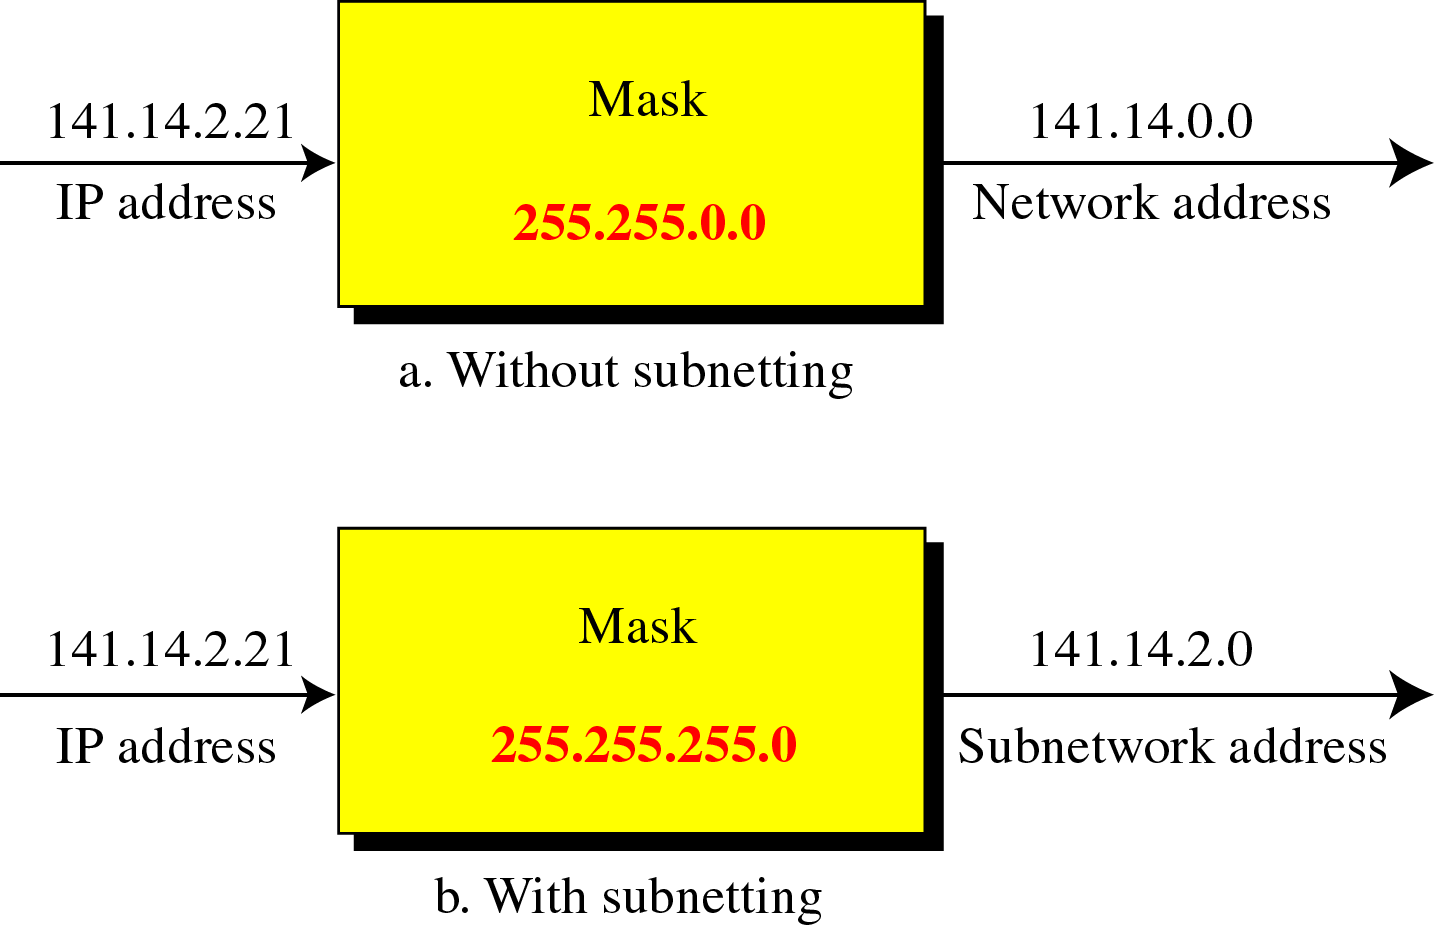 141.14.2.21
IP address
Mask
255.255.0.0
141.14.0.0
Network address
a. Without subnetting
141.14.2.21
IP address
Mask
255.255.255.0
141.14.2.0
Subnetwork address
b. With subnetting